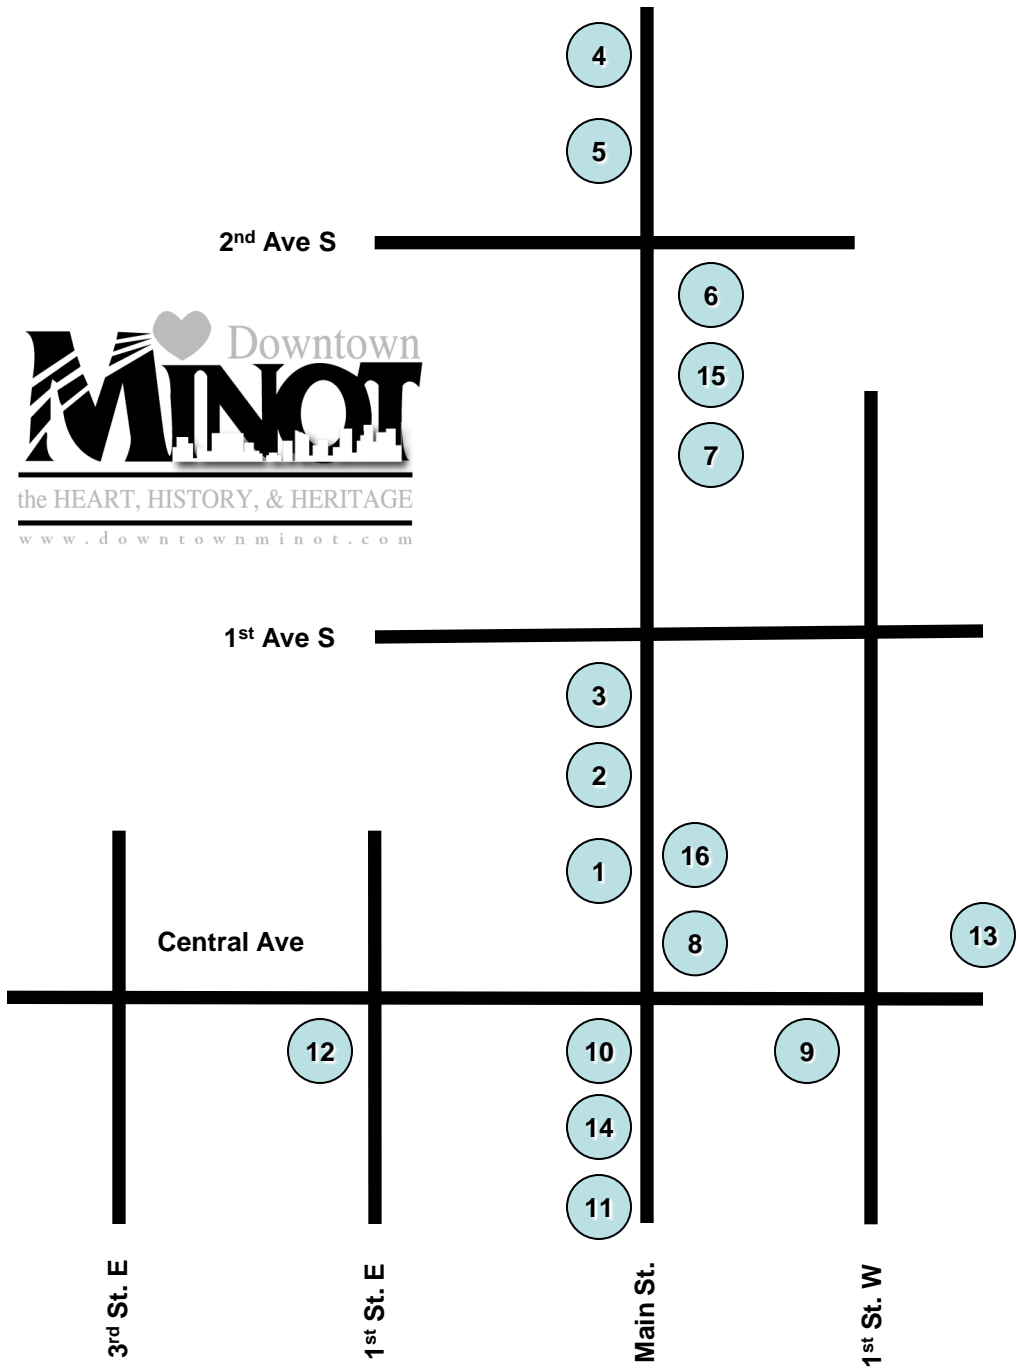 4
5
2nd Ave S
6
Downtown
MINOT
the HEART, HISTORY, & HERITAGE
www.downtownminot.com
15
7
1st Ave S
3
2
16
1
13
Central Ave
8
12
10
9
14
11
3rd St. E
1st St. E
Main St.
1st St. W